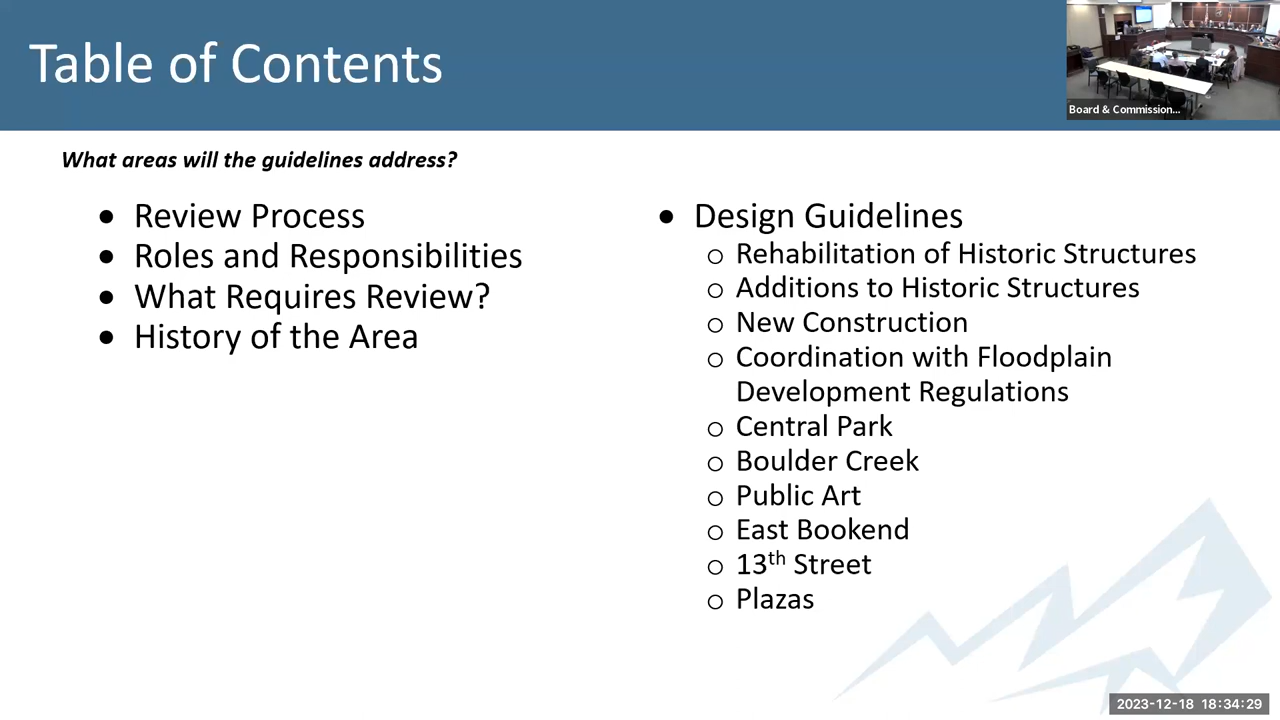 Table of Contents
Board & Commission...
What areas will the guidelines address?
• Review Process
• Roles and Responsibilities
• What Requires Review?
• History of the Area
• Design Guidelines
o Rehabilitation of Historic Structures
o Additions to Historic Structures
o New Construction
o Coordination with Floodplain
Development Regulations
o Central Park
o Boulder Creek
o Public Art
o East Bookend
o 13th Street
o Plazas
2023-12-18 18:34:29